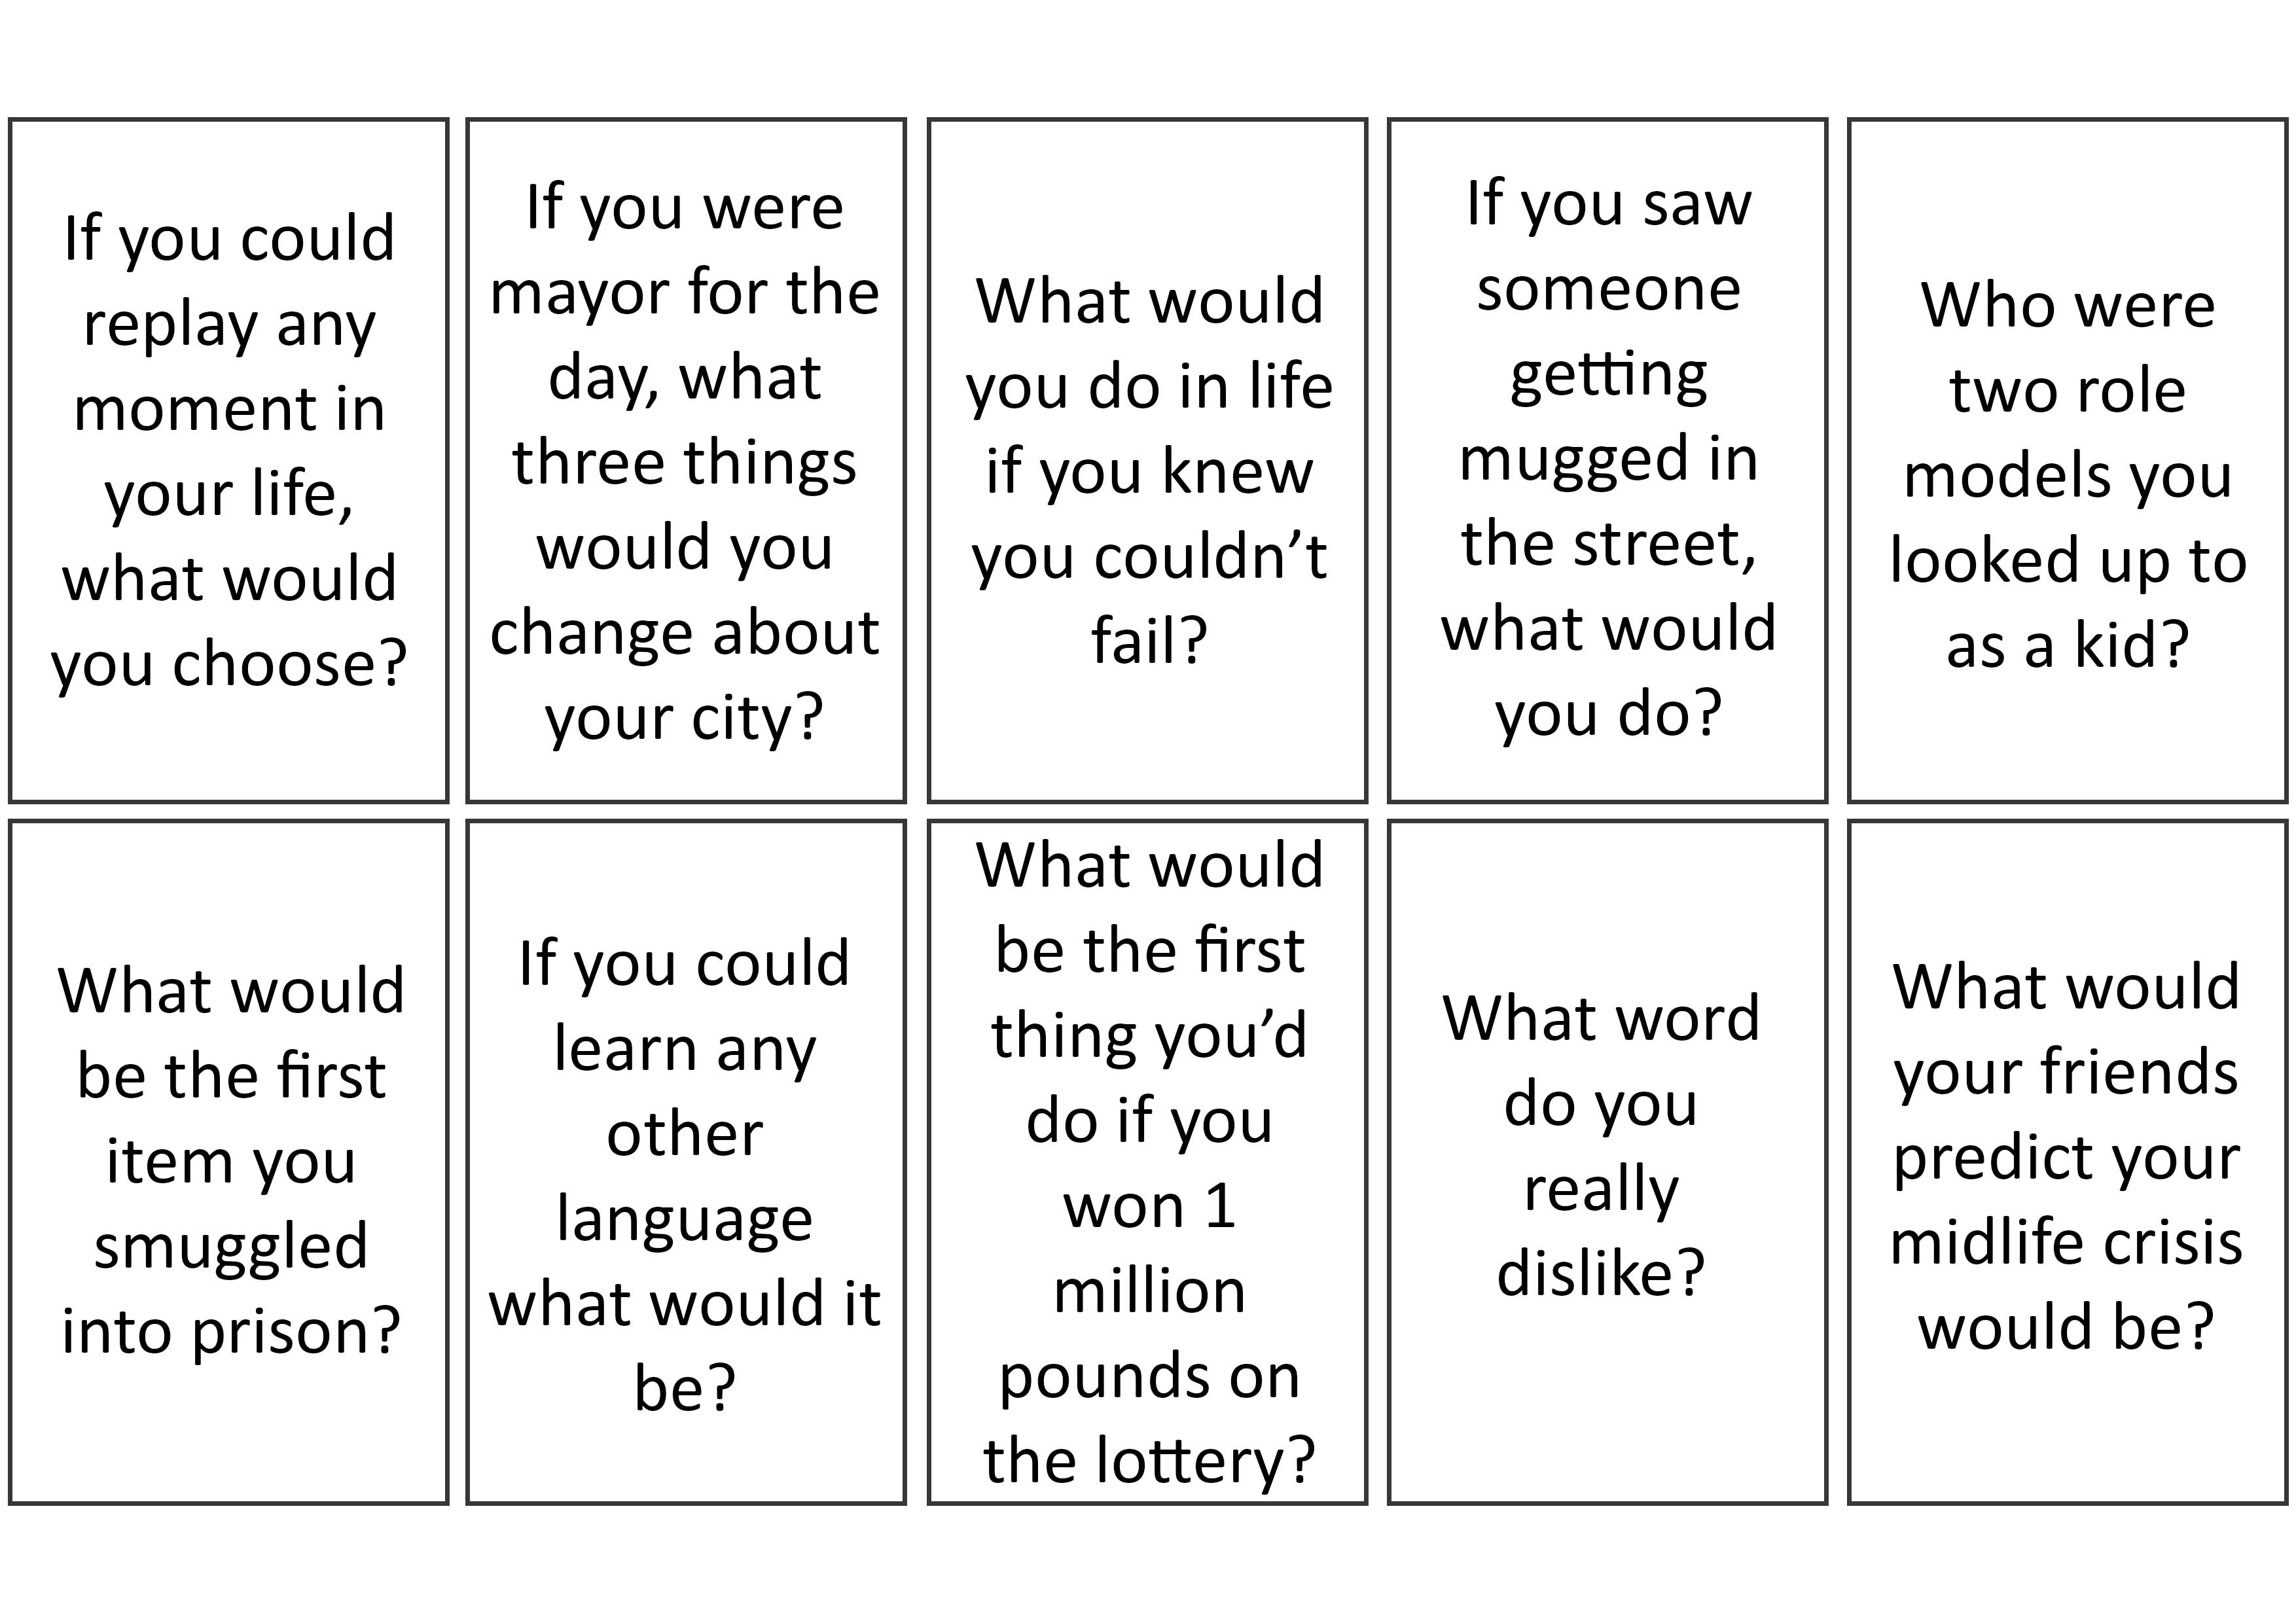 If you could
replay any
moment in
your life,
what would
you choose?
If you were
mayor for the
day, what
three things
would you
change about
your city?
What would
you do in life
if you knew
you couldn’t
fail?
If you saw
someone
getting
mugged in
the street,
what would
you do?
Who were
two role
models you
looked up to
as a kid?
What would
be the first
item you
smuggled
into prison?
If you could
learn any
other
language
what would it
be?
What would
be the first
thing you’d
do if you
won 1
million
pounds on
the lottery?
What word
do you
really
dislike?
What would
your friends
predict your
midlife crisis
would be?